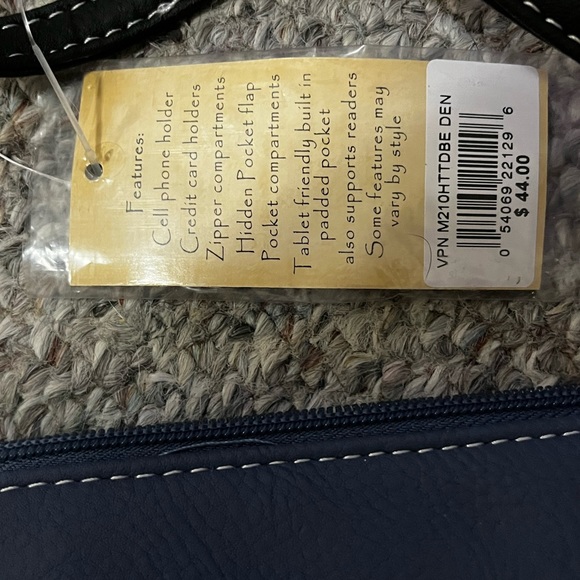 Features:
Cell phone holder
Credit card holders
Zipper compartments
Hidden Pocket flap
Pocket compartments
Tablet friendly built in
padded pocket
also supports readers
Some features may
vary by style
VPN M210HTTDBE DEN
0 54069 22129 6
$ 44.00